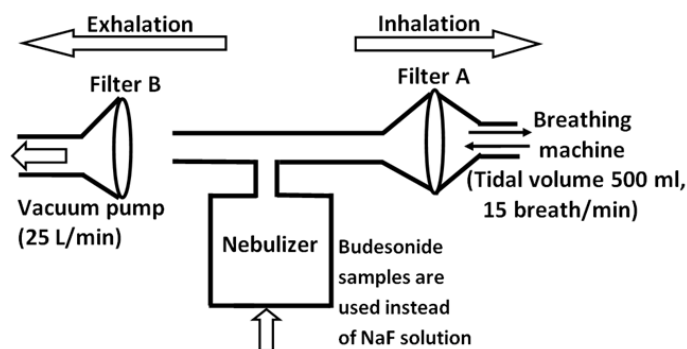 Exhalation
Inhalation
Filter B
Filter A
Breathing
machine
(Tidal volume 500 ml,
15 breath/min)
Vacuum pump
(25 L/min)
Nebulizer
Budesonide
samples are
used instead
of NaF solution